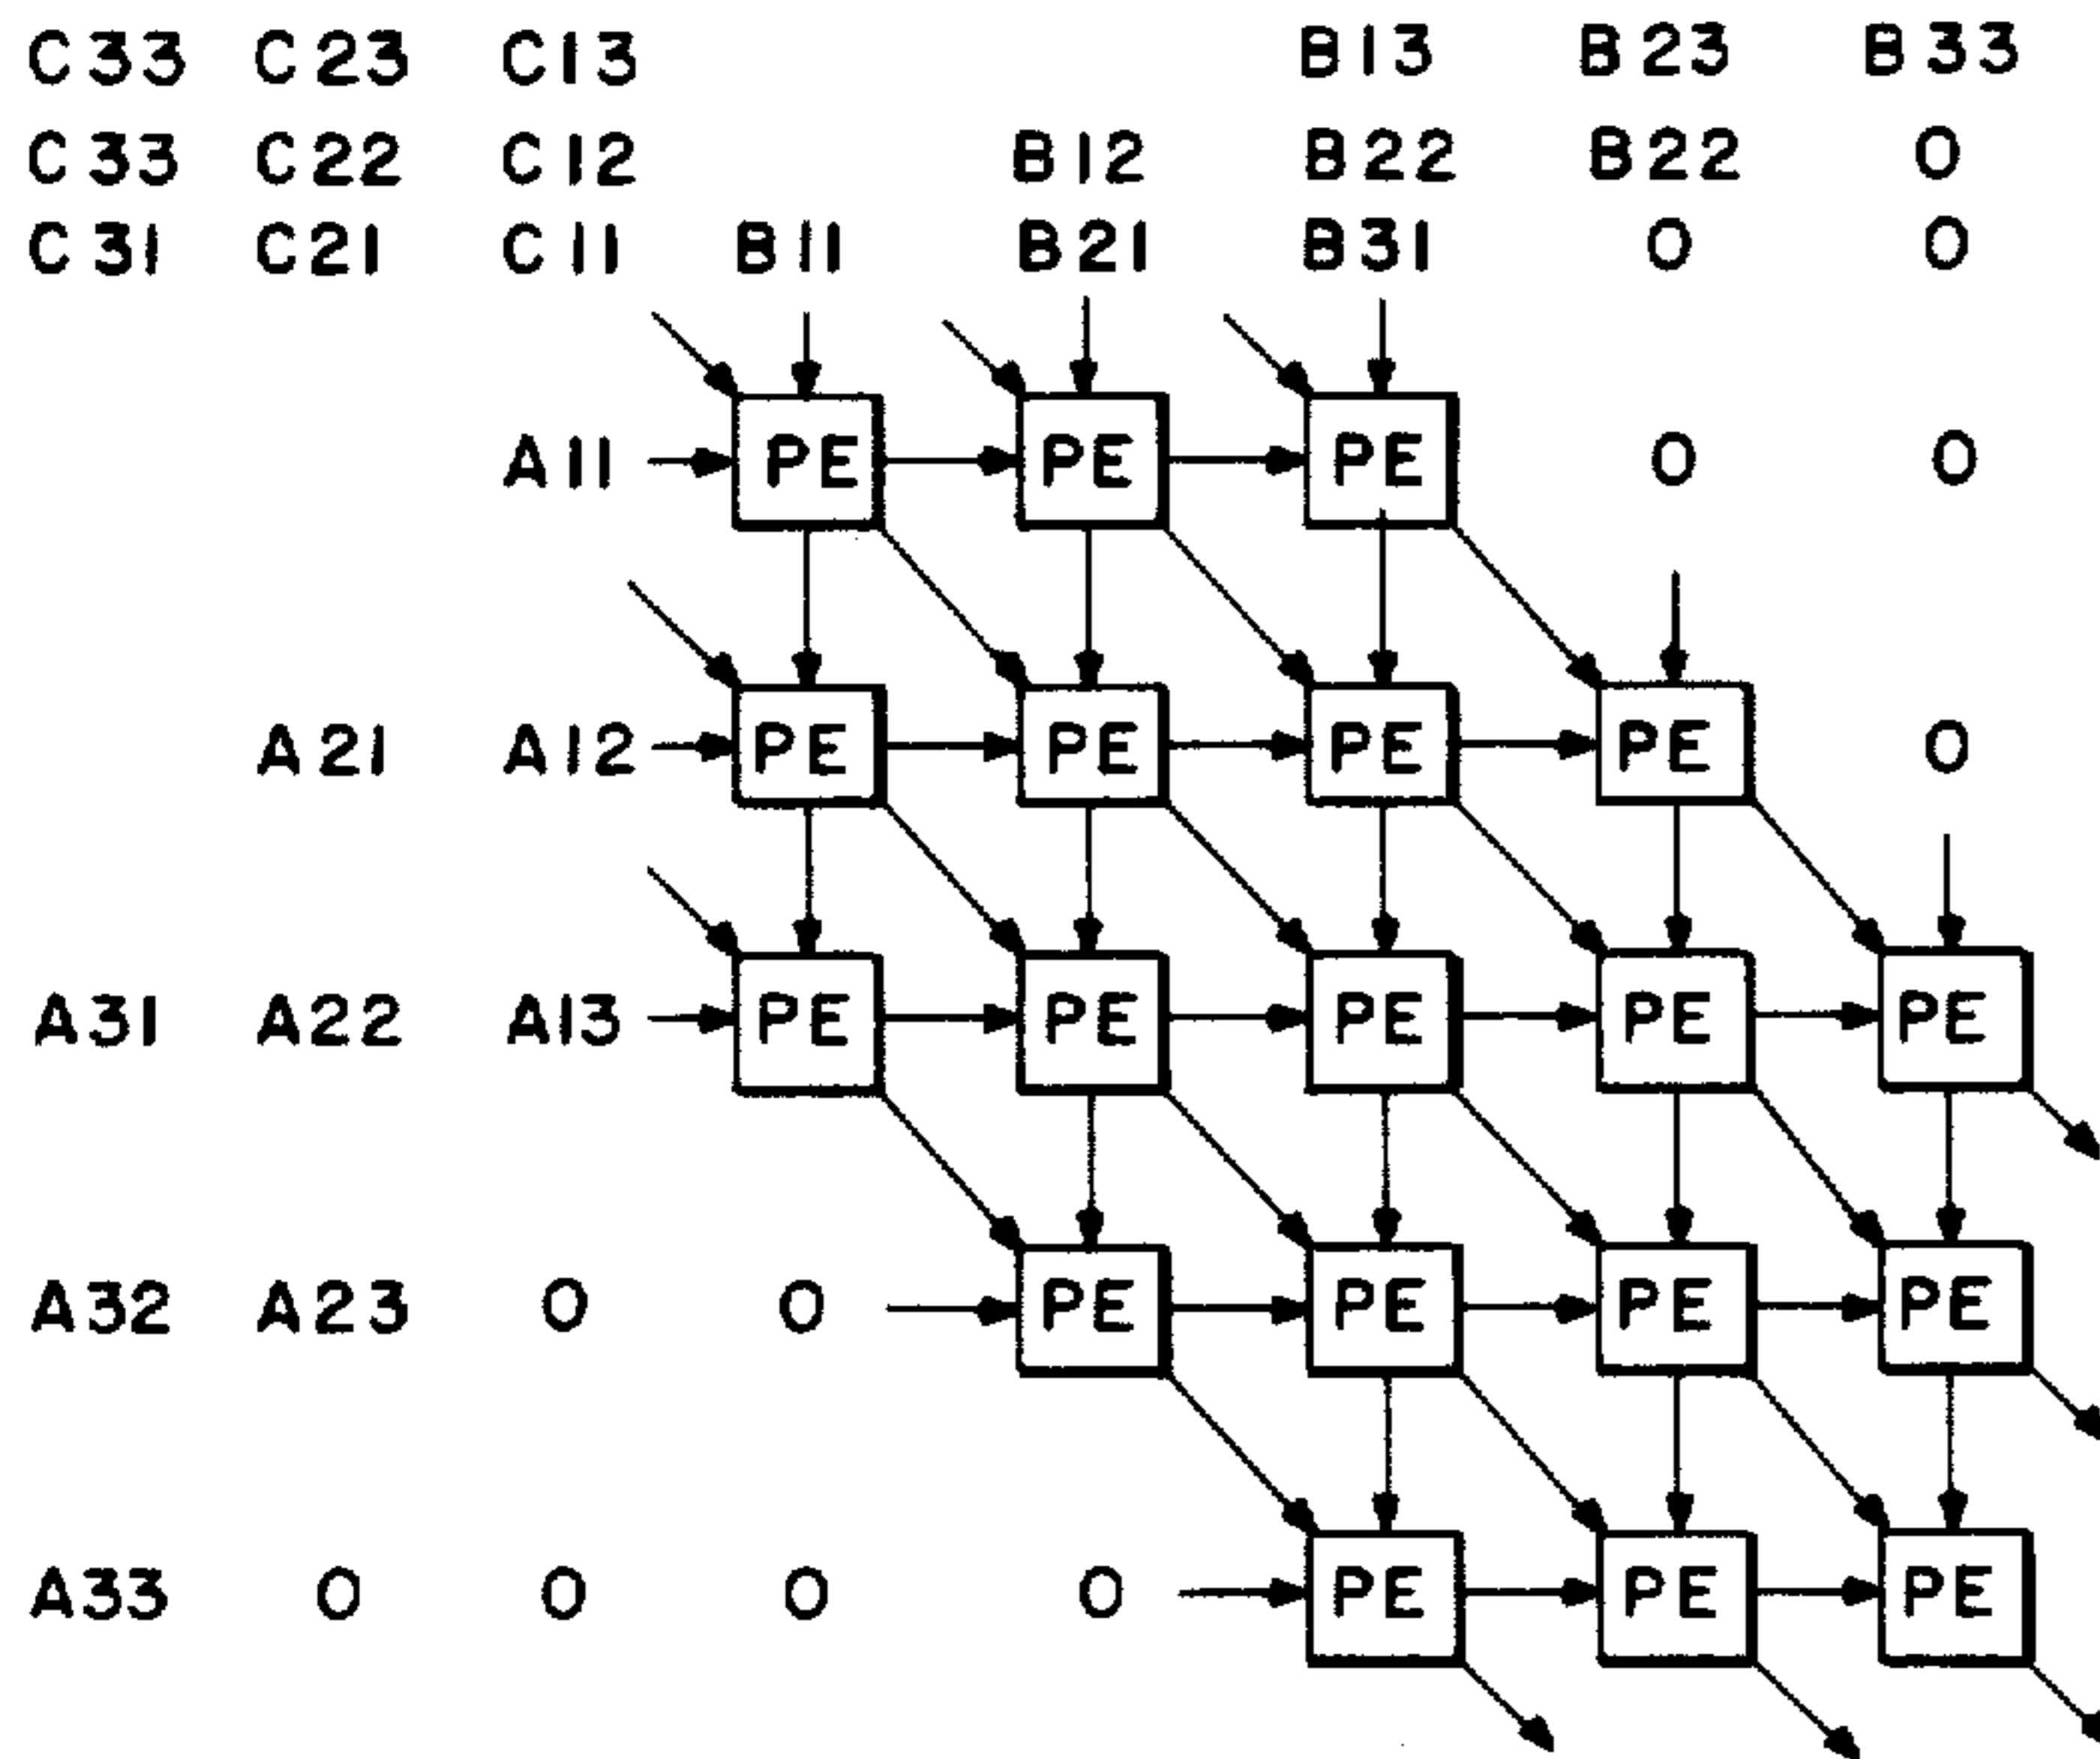 C33 C23 C13 B13 B23 B33
C33 C22 C12 B12 B22 B22 0
C31 C21 C11 B11 B21 B31 0 0
A11 PE PE PE 0 0
A21 A12 PE PE PE PE 0
A31 A22 A13 PE PE PE PE PE
A32 A23 0 0 PE PE PE PE
A33 0 0 0 0 PE PE PE